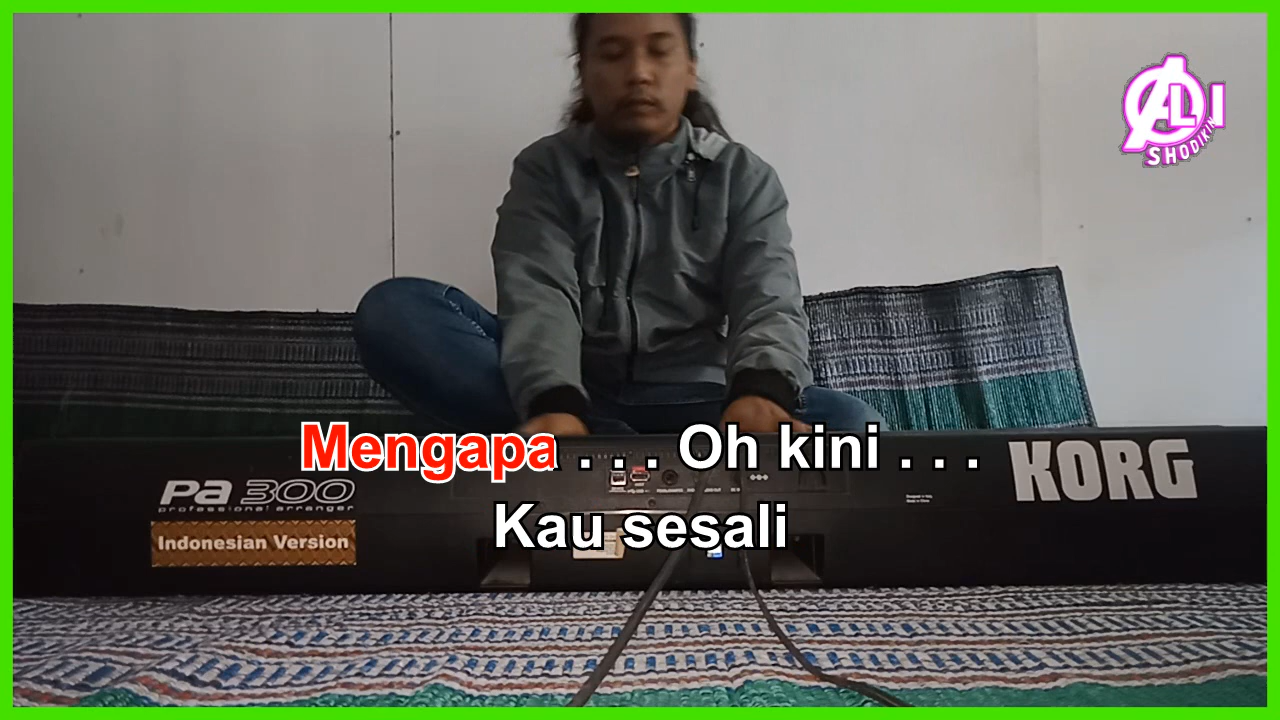 ALI
SHODIKIN
Mengapa . . . Oh kini . . .
KORG
Pa 300
professional arranger
Indonesian Version
Kau sesali